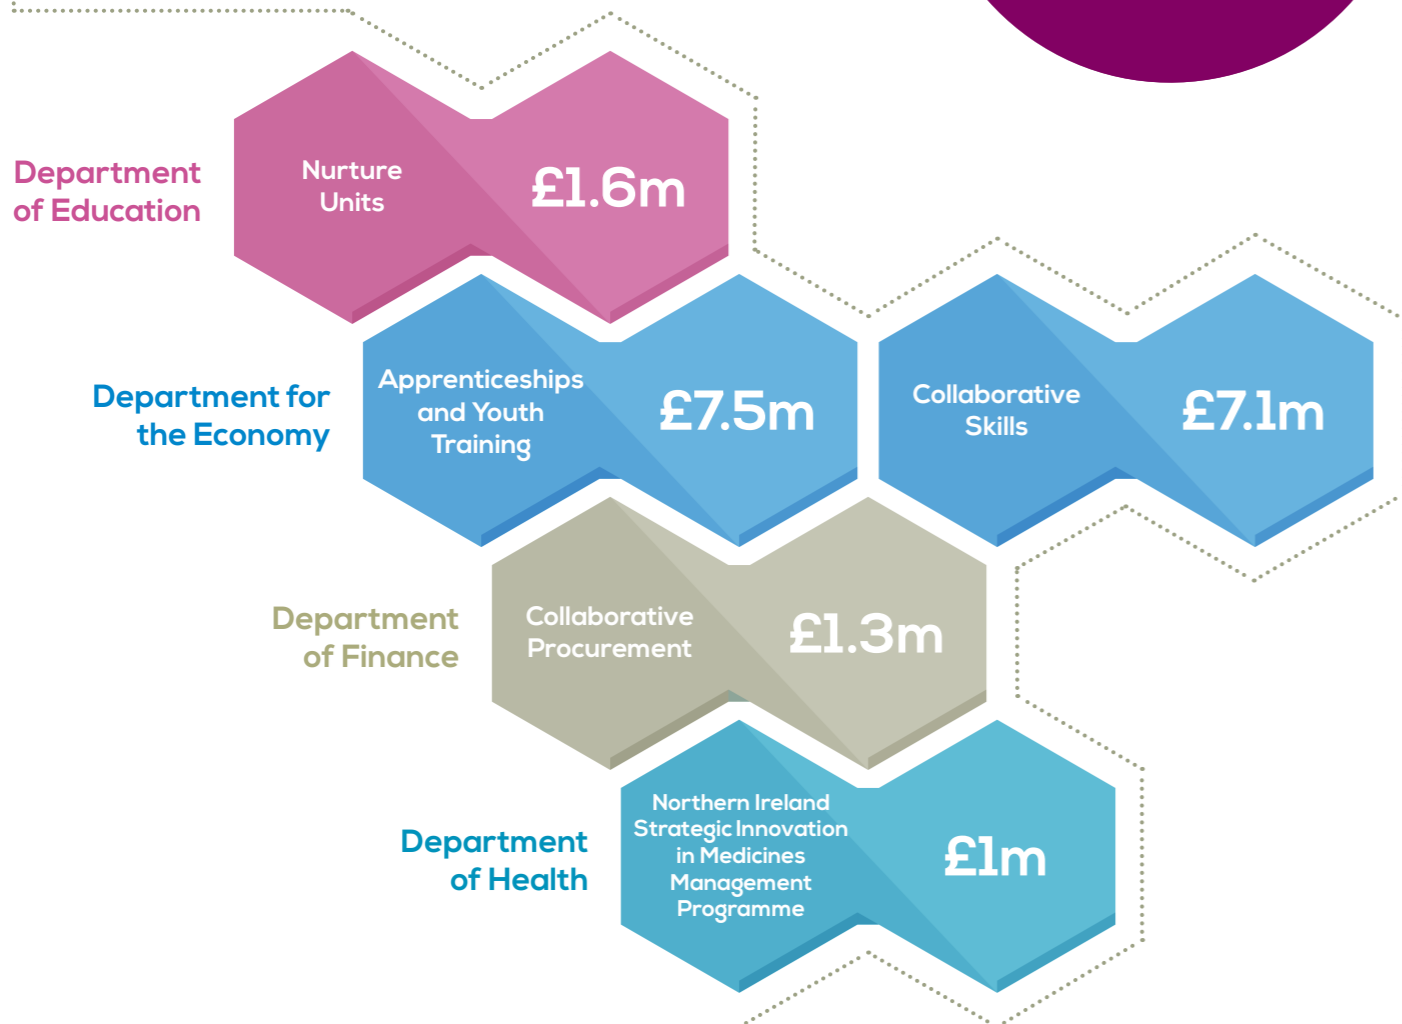 Department
of Education
Nurture
Units
£1.6m
Department for
the Economy
Apprenticeships
and Youth
Training
£7.5m
Collaborative
Skills
£7.1m
Department
of Finance
Collaborative
Procurement
£1.3m
Department
of Health
Northern Ireland
Strategic Innovation
in Medicines
Management
Programme
£1m